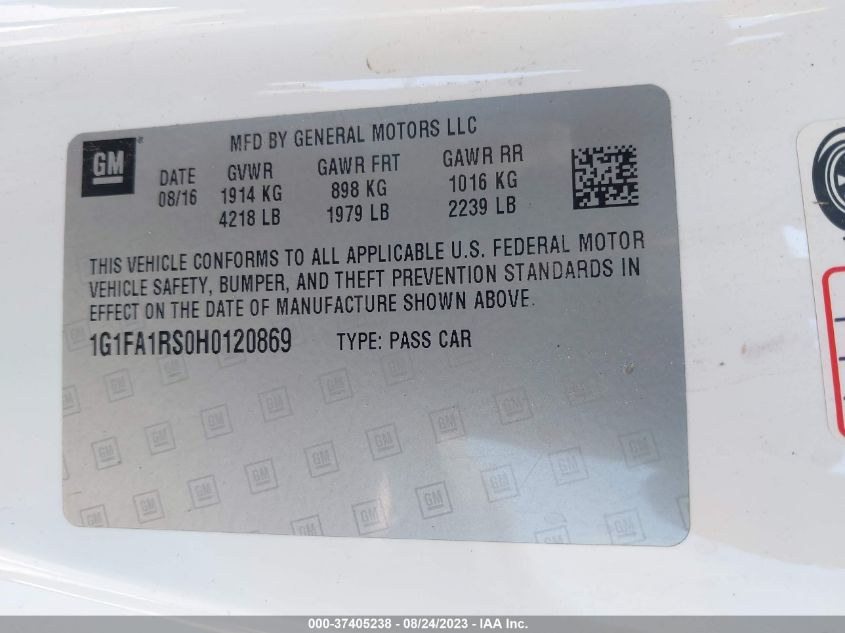 GM
MFD BY GENERAL MOTORS LLC
DATE GVWR GAWR FRT GAWR RR
08/16 1914 KG 898 KG 1016 KG
4218 LB 1979 LB 2239 LB
THIS VEHICLE CONFORMS TO ALL APPLICABLE U.S. FEDERAL MOTOR
VEHICLE SAFETY, BUMPER, AND THEFT PREVENTION STANDARDS IN
EFFECT ON THE DATE OF MANUFACTURE SHOWN ABOVE.
1G1FA1RS0H0120869 TYPE: PASS CAR
000-37405238 - 08/24/2023 - IAA Inc.